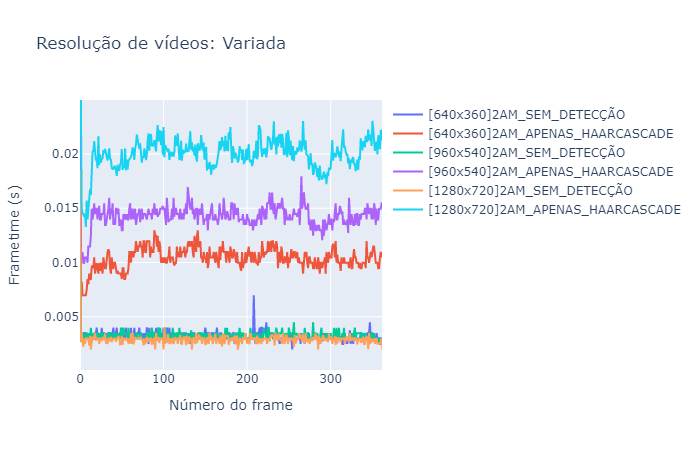 Resolução de vídeos: Variada
[640x360]2AM_SEM_DETECÇÃO
[640x360]2AM_APENAS_HAARCASCADE
[960x540]2AM_SEM_DETECÇÃO
[960x540]2AM_APENAS_HAARCASCADE
[1280x720]2AM_SEM_DETECÇÃO
[1280x720]2AM_APENAS_HAARCASCADE
Frametime (s)
0.02
0.015
0.01
0.005
0
100
200
300
Número do frame